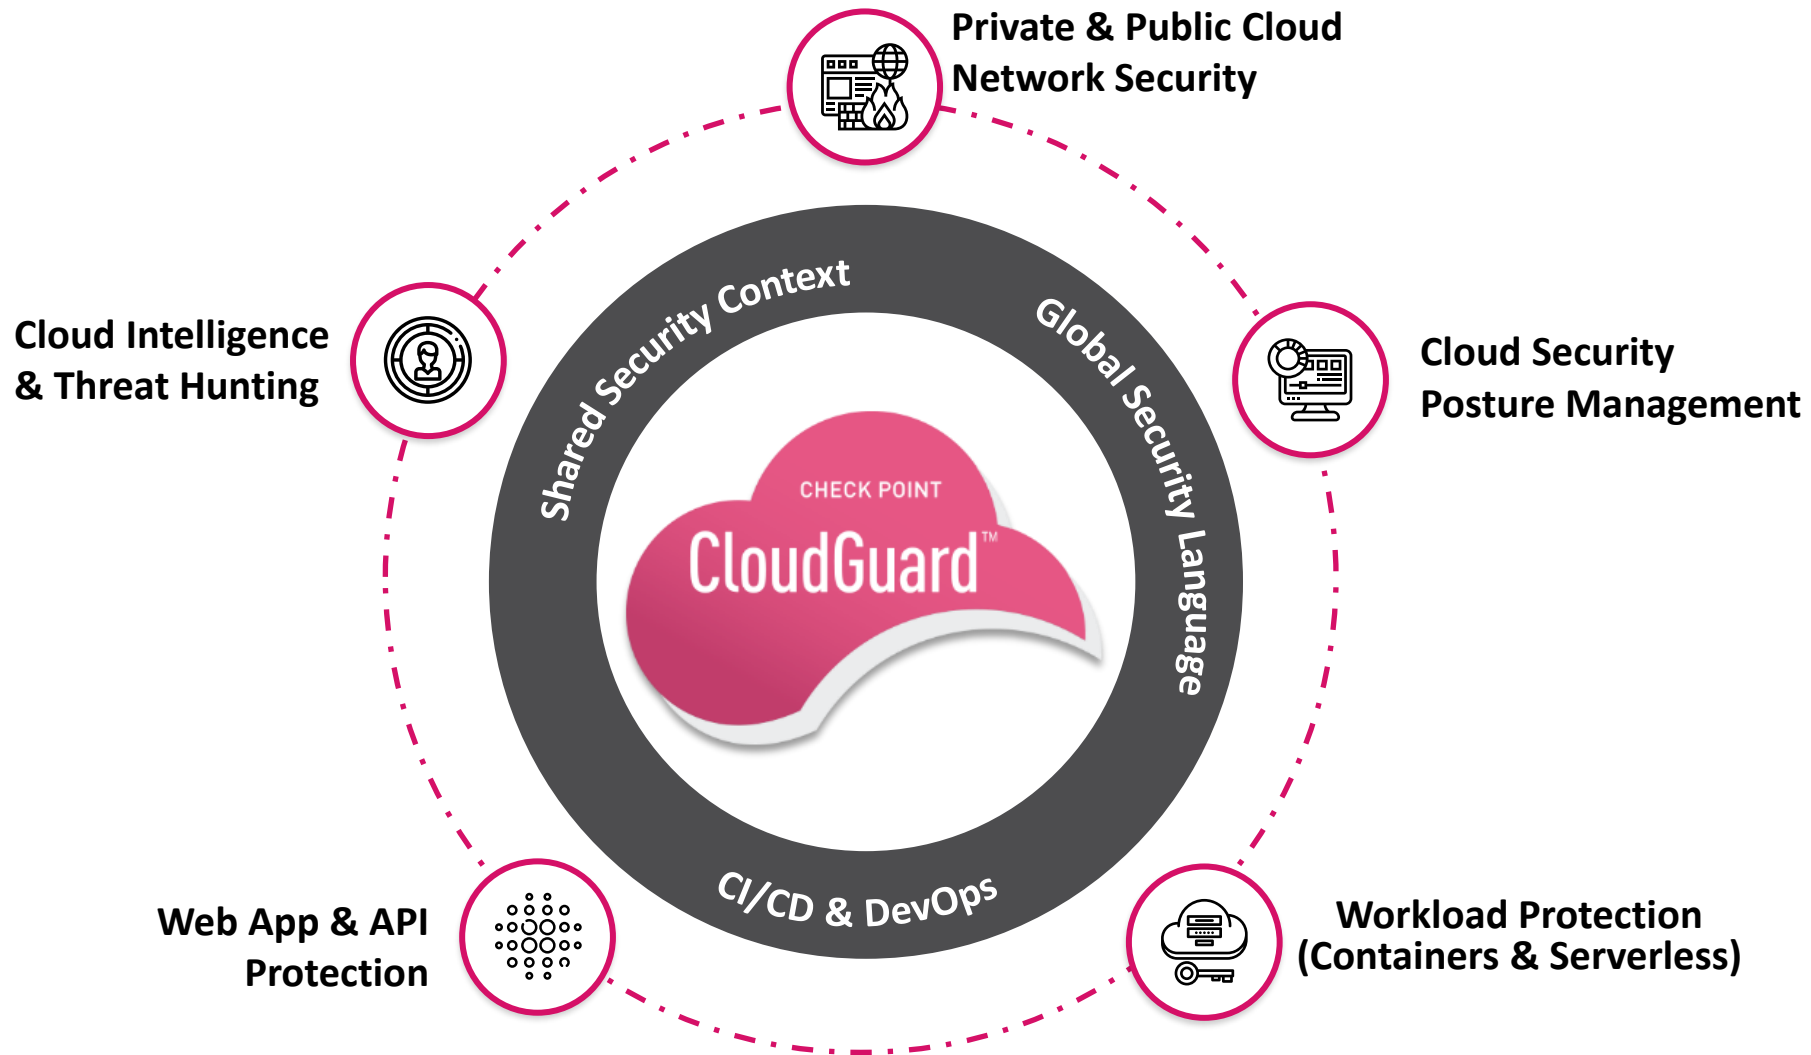 Private & Public Cloud
Network Security
Shared Security Context
Global Security Language
Cloud Intelligence
& Threat Hunting
Cloud Security
Posture Management
CHECK POINT
CloudGuard™
CI/CD & DevOps
Web App & API
Protection
Workload Protection
(Containers & Serverless)